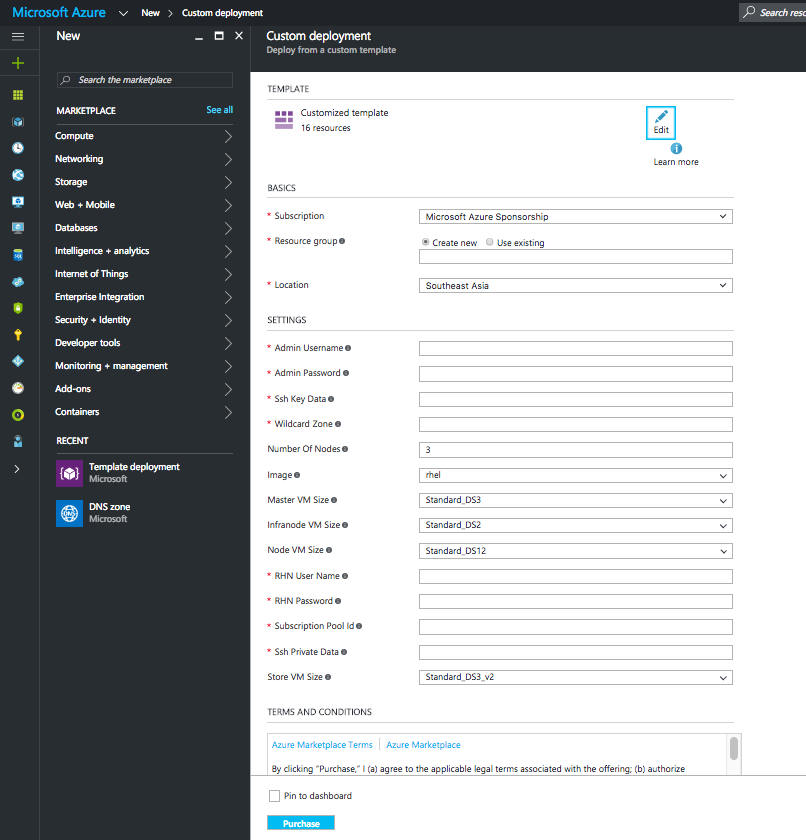 Microsoft Azure New Custom deployment Search reso
New
Search the marketplace
MARKETPLACE See all
Compute
Networking
Storage
Web + Mobile
Databases
Intelligence + analytics
Internet of Things
Enterprise Integration
Security + Identity
Developer tools
Monitoring + management
Add-ons
Containers
RECENT
Template deployment
Microsoft
DNS
DNS zone
Microsoft
Custom deployment
Deploy from a custom template
TEMPLATE
Customized template
16 resources
Edit
Learn more
BASICS
* Subscription Microsoft Azure Sponsorship
* Resource group Create new Use existing
* Location Southeast Asia
SETTINGS
* Admin Username
* Admin Password
* Ssh Key Data
* Wildcard Zone
Number Of Nodes 3
Image rhel
Master VM Size Standard_DS3
Infranode VM Size Standard_DS2
Node VM Size Standard_DS12
* RHN User Name
* RHN Password
* Subscription Pool Id
* Ssh Private Data
Store VM Size Standard_DS3_v2
TERMS AND CONDITIONS
Azure Marketplace Terms | Azure Marketplace
By clicking "Purchase," I (a) agree to the applicable legal terms associated with the offering; (b) authorize
Pin to dashboard
Purchase